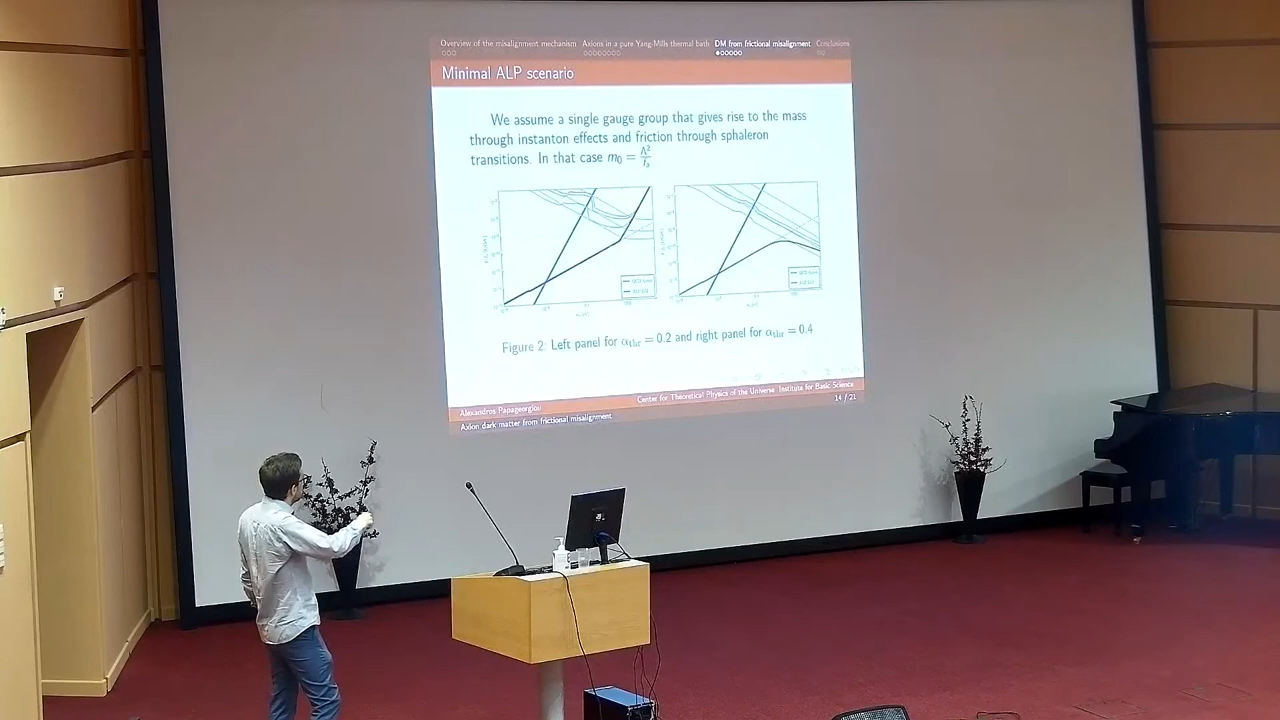 Overview of the misalignment mechanism Axions in a pure Yang-Mills thermal bath DM from frictional misalignment Conclusions
Minimal ALP scenario
We assume a single gauge group that gives rise to the mass
through instanton effects and friction through sphaleron
transitions. In that case m₀ = Λ²/fₐ
Figure 2: Left panel for α_thr = 0.2 and right panel for α_thr = 0.4
Alexandros Papageorgiou Center for Theoretical Physics of the Universe Institute for Basic Science
Axion dark matter from frictional misalignment 14 / 21